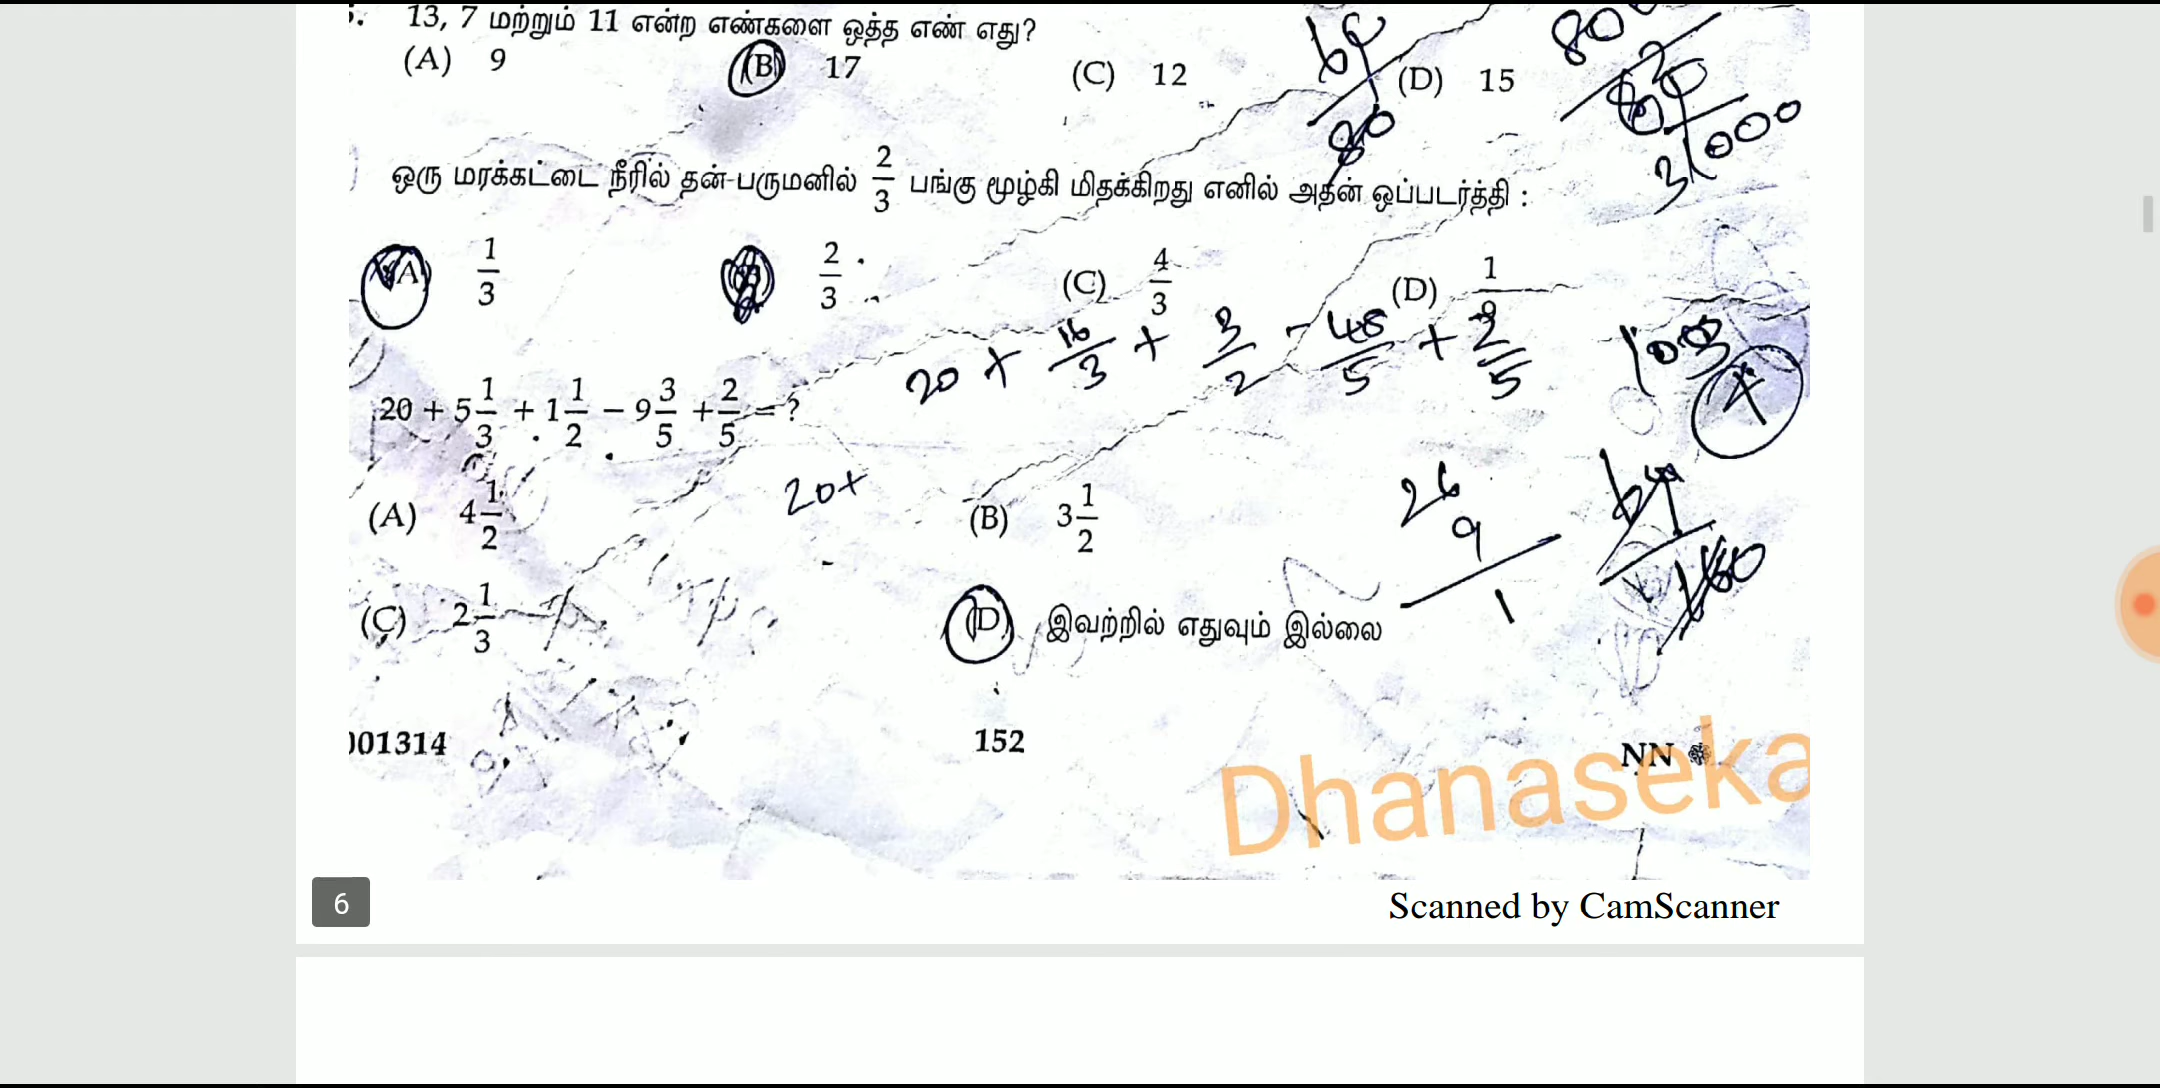 13, 7 மற்றும் 11 என்ற எண்களை ஒத்த எண் எது?
(A) 9 (B) 17 (C) 12 (D) 15
ஒரு மரக்கட்டை நீரில் தன் பருமனில் 2/3 பங்கு மூழ்கி மிதக்கிறது எனில் அதன் ஒப்படர்த்தி :
(A) 1/3 2/3 (C) 4/3 (D)
20 + 16/3 + 3/2 - 48/5 + 2/5
20 + 5 1/3 + 1 1/2 - 9 3/5 + 2/5 = ?
20+
(A) 4 1/2 (B) 3 1/2
26
9
1
(C) 2 1/3 (D) இவற்றில் எதுவும் இல்லை
001314 152 NN
Dhanaseka
6 Scanned by CamScanner